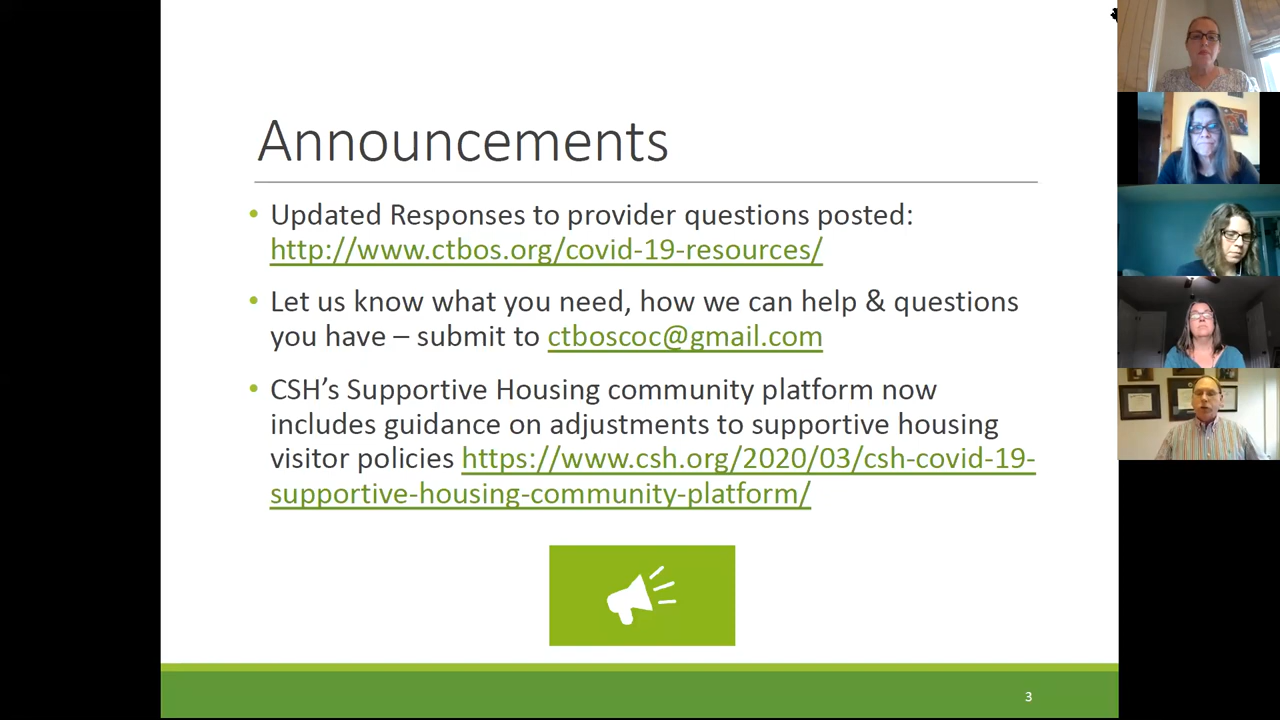 Announcements
• Updated Responses to provider questions posted:
http://www.ctbos.org/covid-19-resources/
• Let us know what you need, how we can help & questions
you have – submit to ctboscoc@gmail.com
• CSH’s Supportive Housing community platform now
includes guidance on adjustments to supportive housing
visitor policies https://www.csh.org/2020/03/csh-covid-19-
supportive-housing-community-platform/
3